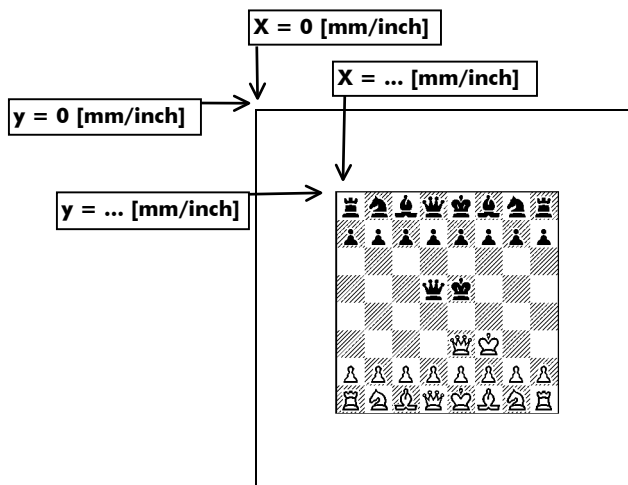 X = 0 [mm/inch]
X = ... [mm/inch]
y = 0 [mm/inch]
y = ... [mm/inch]